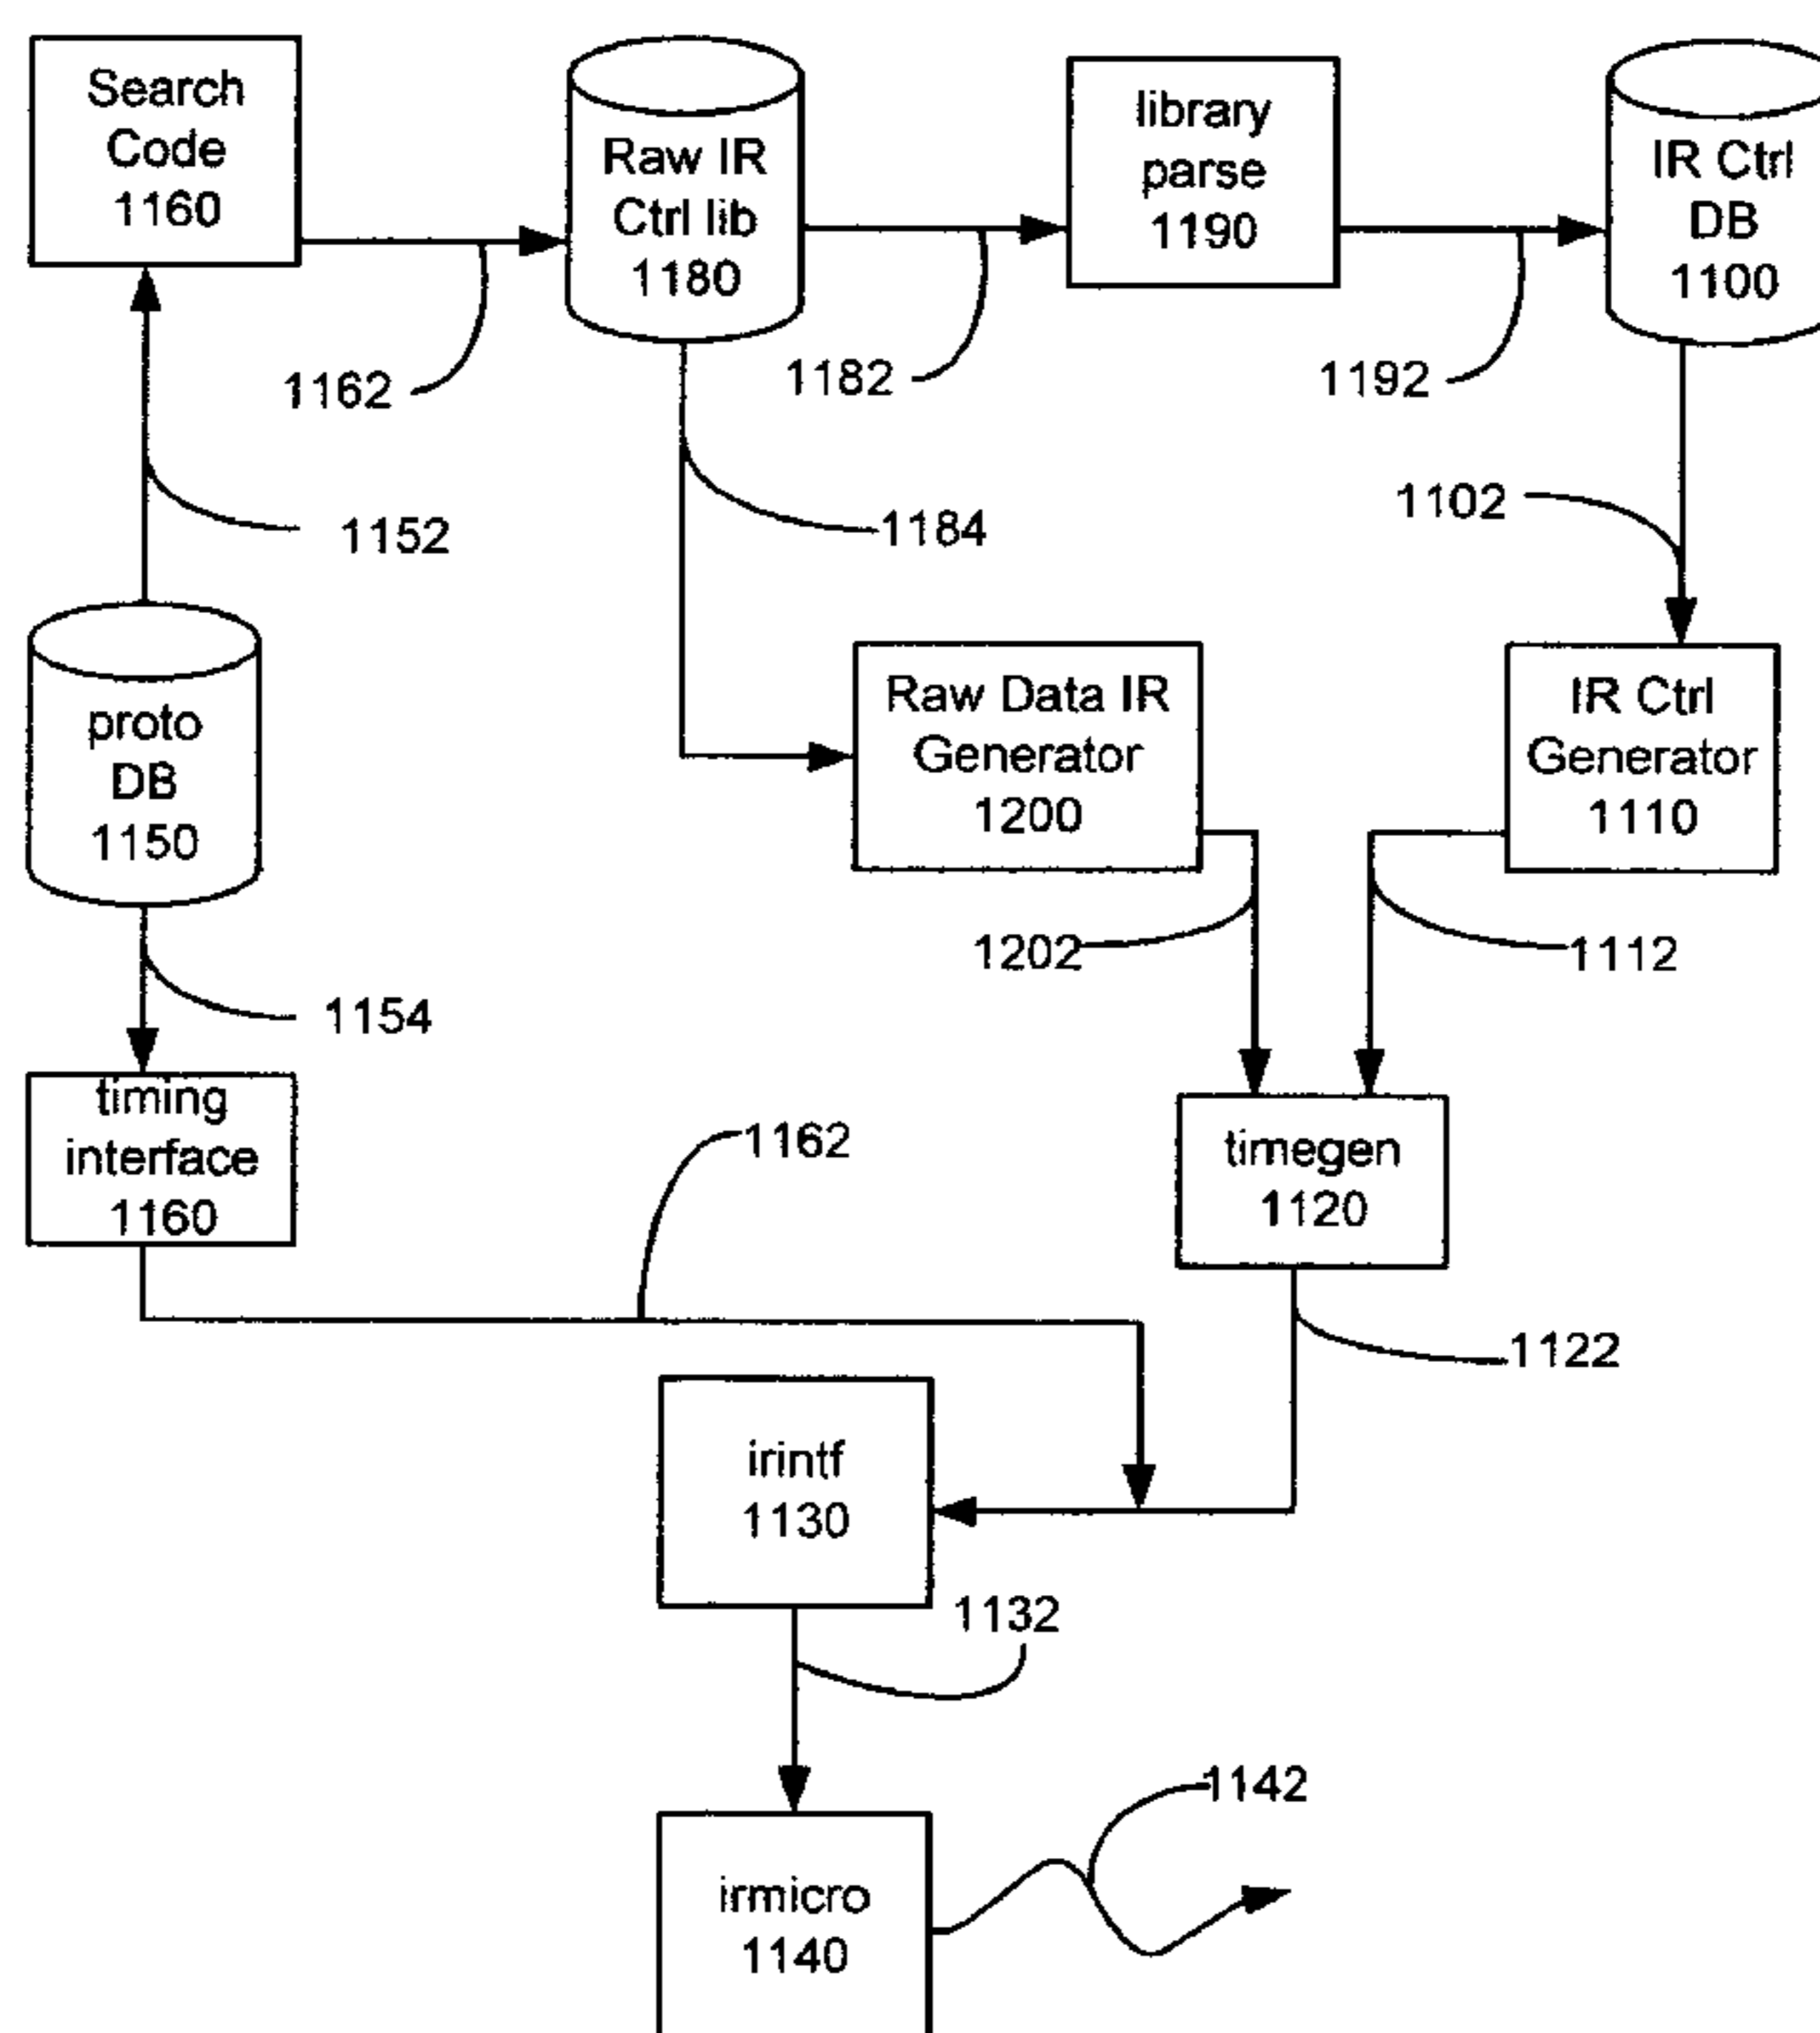 Search
Code
1160
Raw IR
Ctrl lib
1180
library
parse
1190
IR Ctrl
DB
1100
1162
1182
1192
1152
1184
1102
proto
DB
1150
Raw Data IR
Generator
1200
IR Ctrl
Generator
1110
1202
1112
1154
timing
interface
1160
1162
timegen
1120
1122
irintf
1130
1132
1142
irmicro
1140